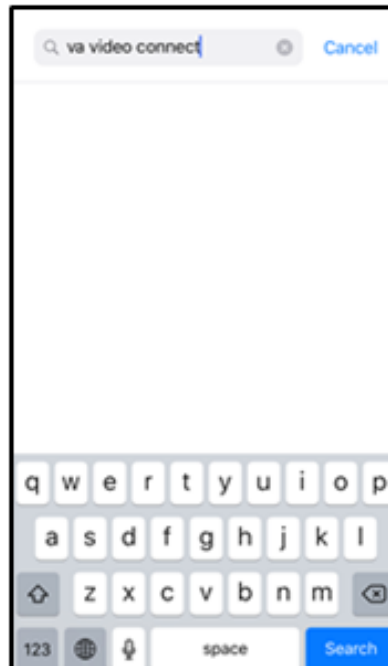 va video connect Cancel
q w e r t y u i o p
a s d f g h j k l
z x c v b n m
123 space Search